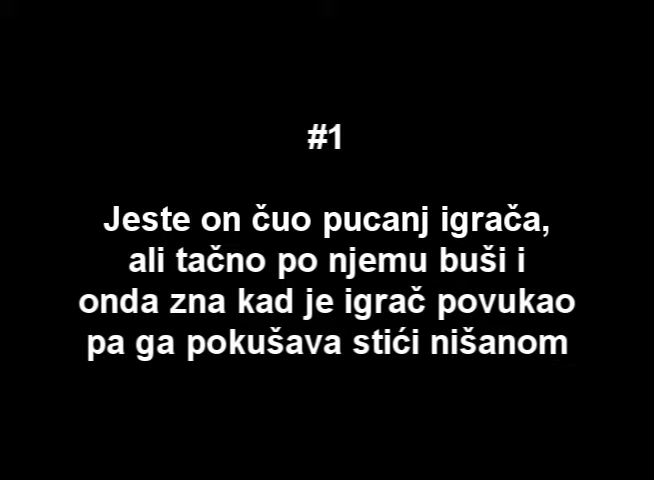 #1
Jeste on čuo pucanj igrača,
ali tačno po njemu buši i
onda zna kad je igrač povukao
pa ga pokušava stići nišanom